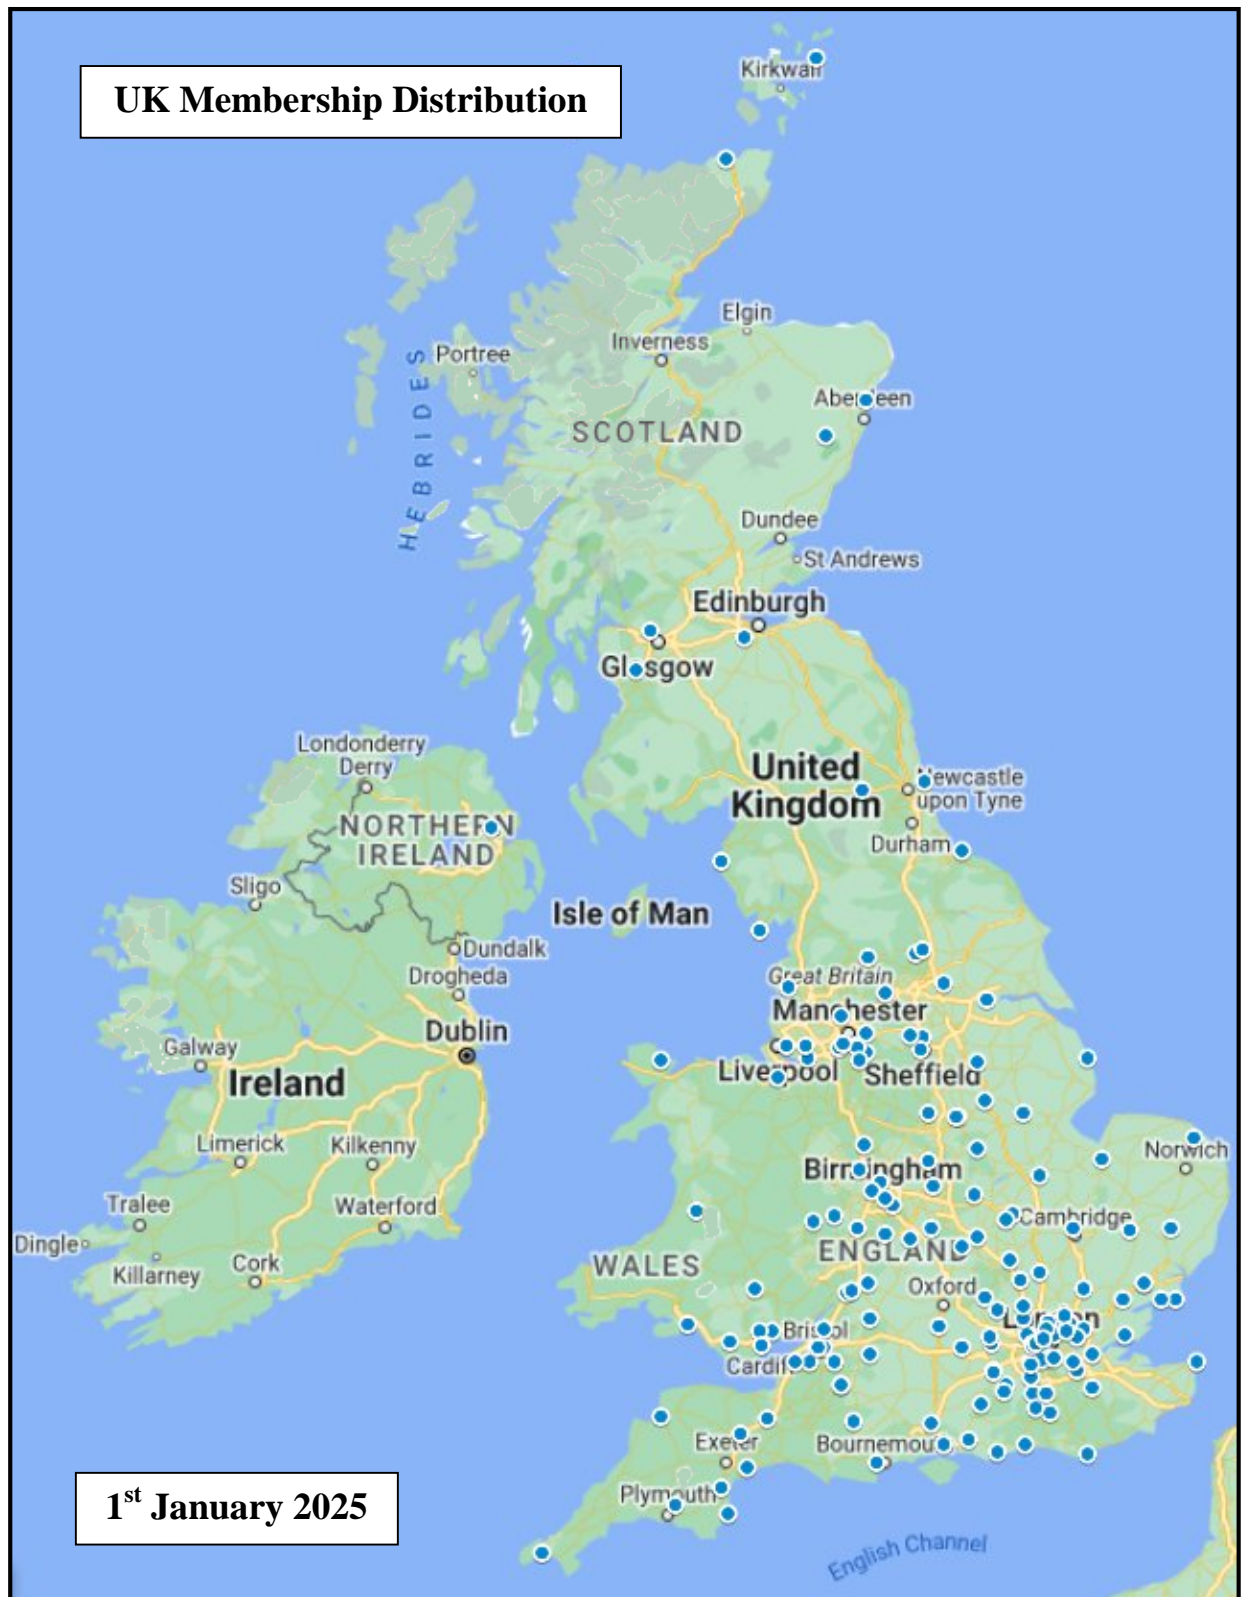 Kirkwall
UK Membership Distribution
Elgin
Inverness
Portree
HEBRIDES
Aberdeen
SCOTLAND
Dundee
St Andrews
Edinburgh
Glasgow
Londonderry
Derry
United
Kingdom
Newcastle
upon Tyne
NORTHERN
IRELAND
Durham
Sligo
Isle of Man
Dundalk
Drogheda
Great Britain
Manchester
Dublin
Galway
Ireland
Liverpool
Sheffield
Limerick
Kilkenny
Norwich
Birmingham
Tralee
Waterford
Cambridge
Dingle
Killarney
Cork
WALES
ENGLAND
Oxford
London
Bristol
Cardiff
Exeter
Bournemouth
Plymouth
1st January 2025
English Channel